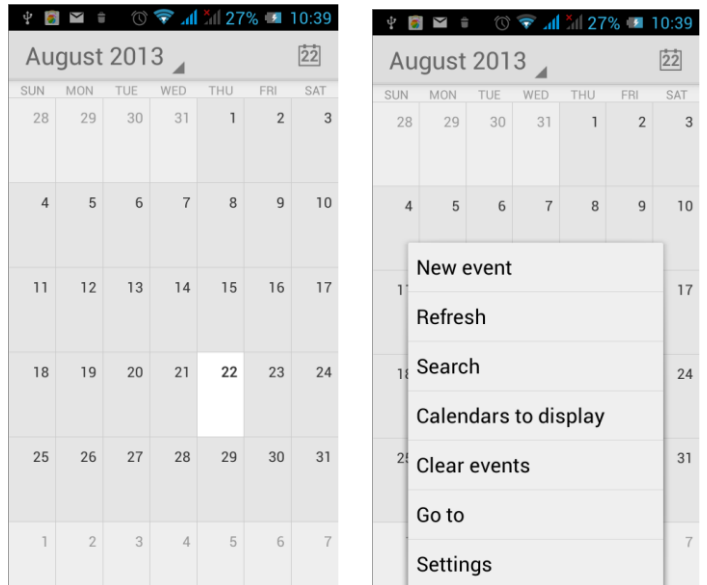 27% 10:39
August 2013 22
SUN MON TUE WED THU FRI SAT
28 29 30 31 1 2 3
4 5 6 7 8 9 10
11 12 13 14 15 16 17
18 19 20 21 22 23 24
25 26 27 28 29 30 31
1 2 3 4 5 6 7
27% 10:39
August 2013 22
SUN MON TUE WED THU FRI SAT
28 29 30 31 1 2 3
4 5 6 7 8 9 10
New event
17
Refresh
Search
24
Calendars to display
Clear events
31
Go to
7
Settings